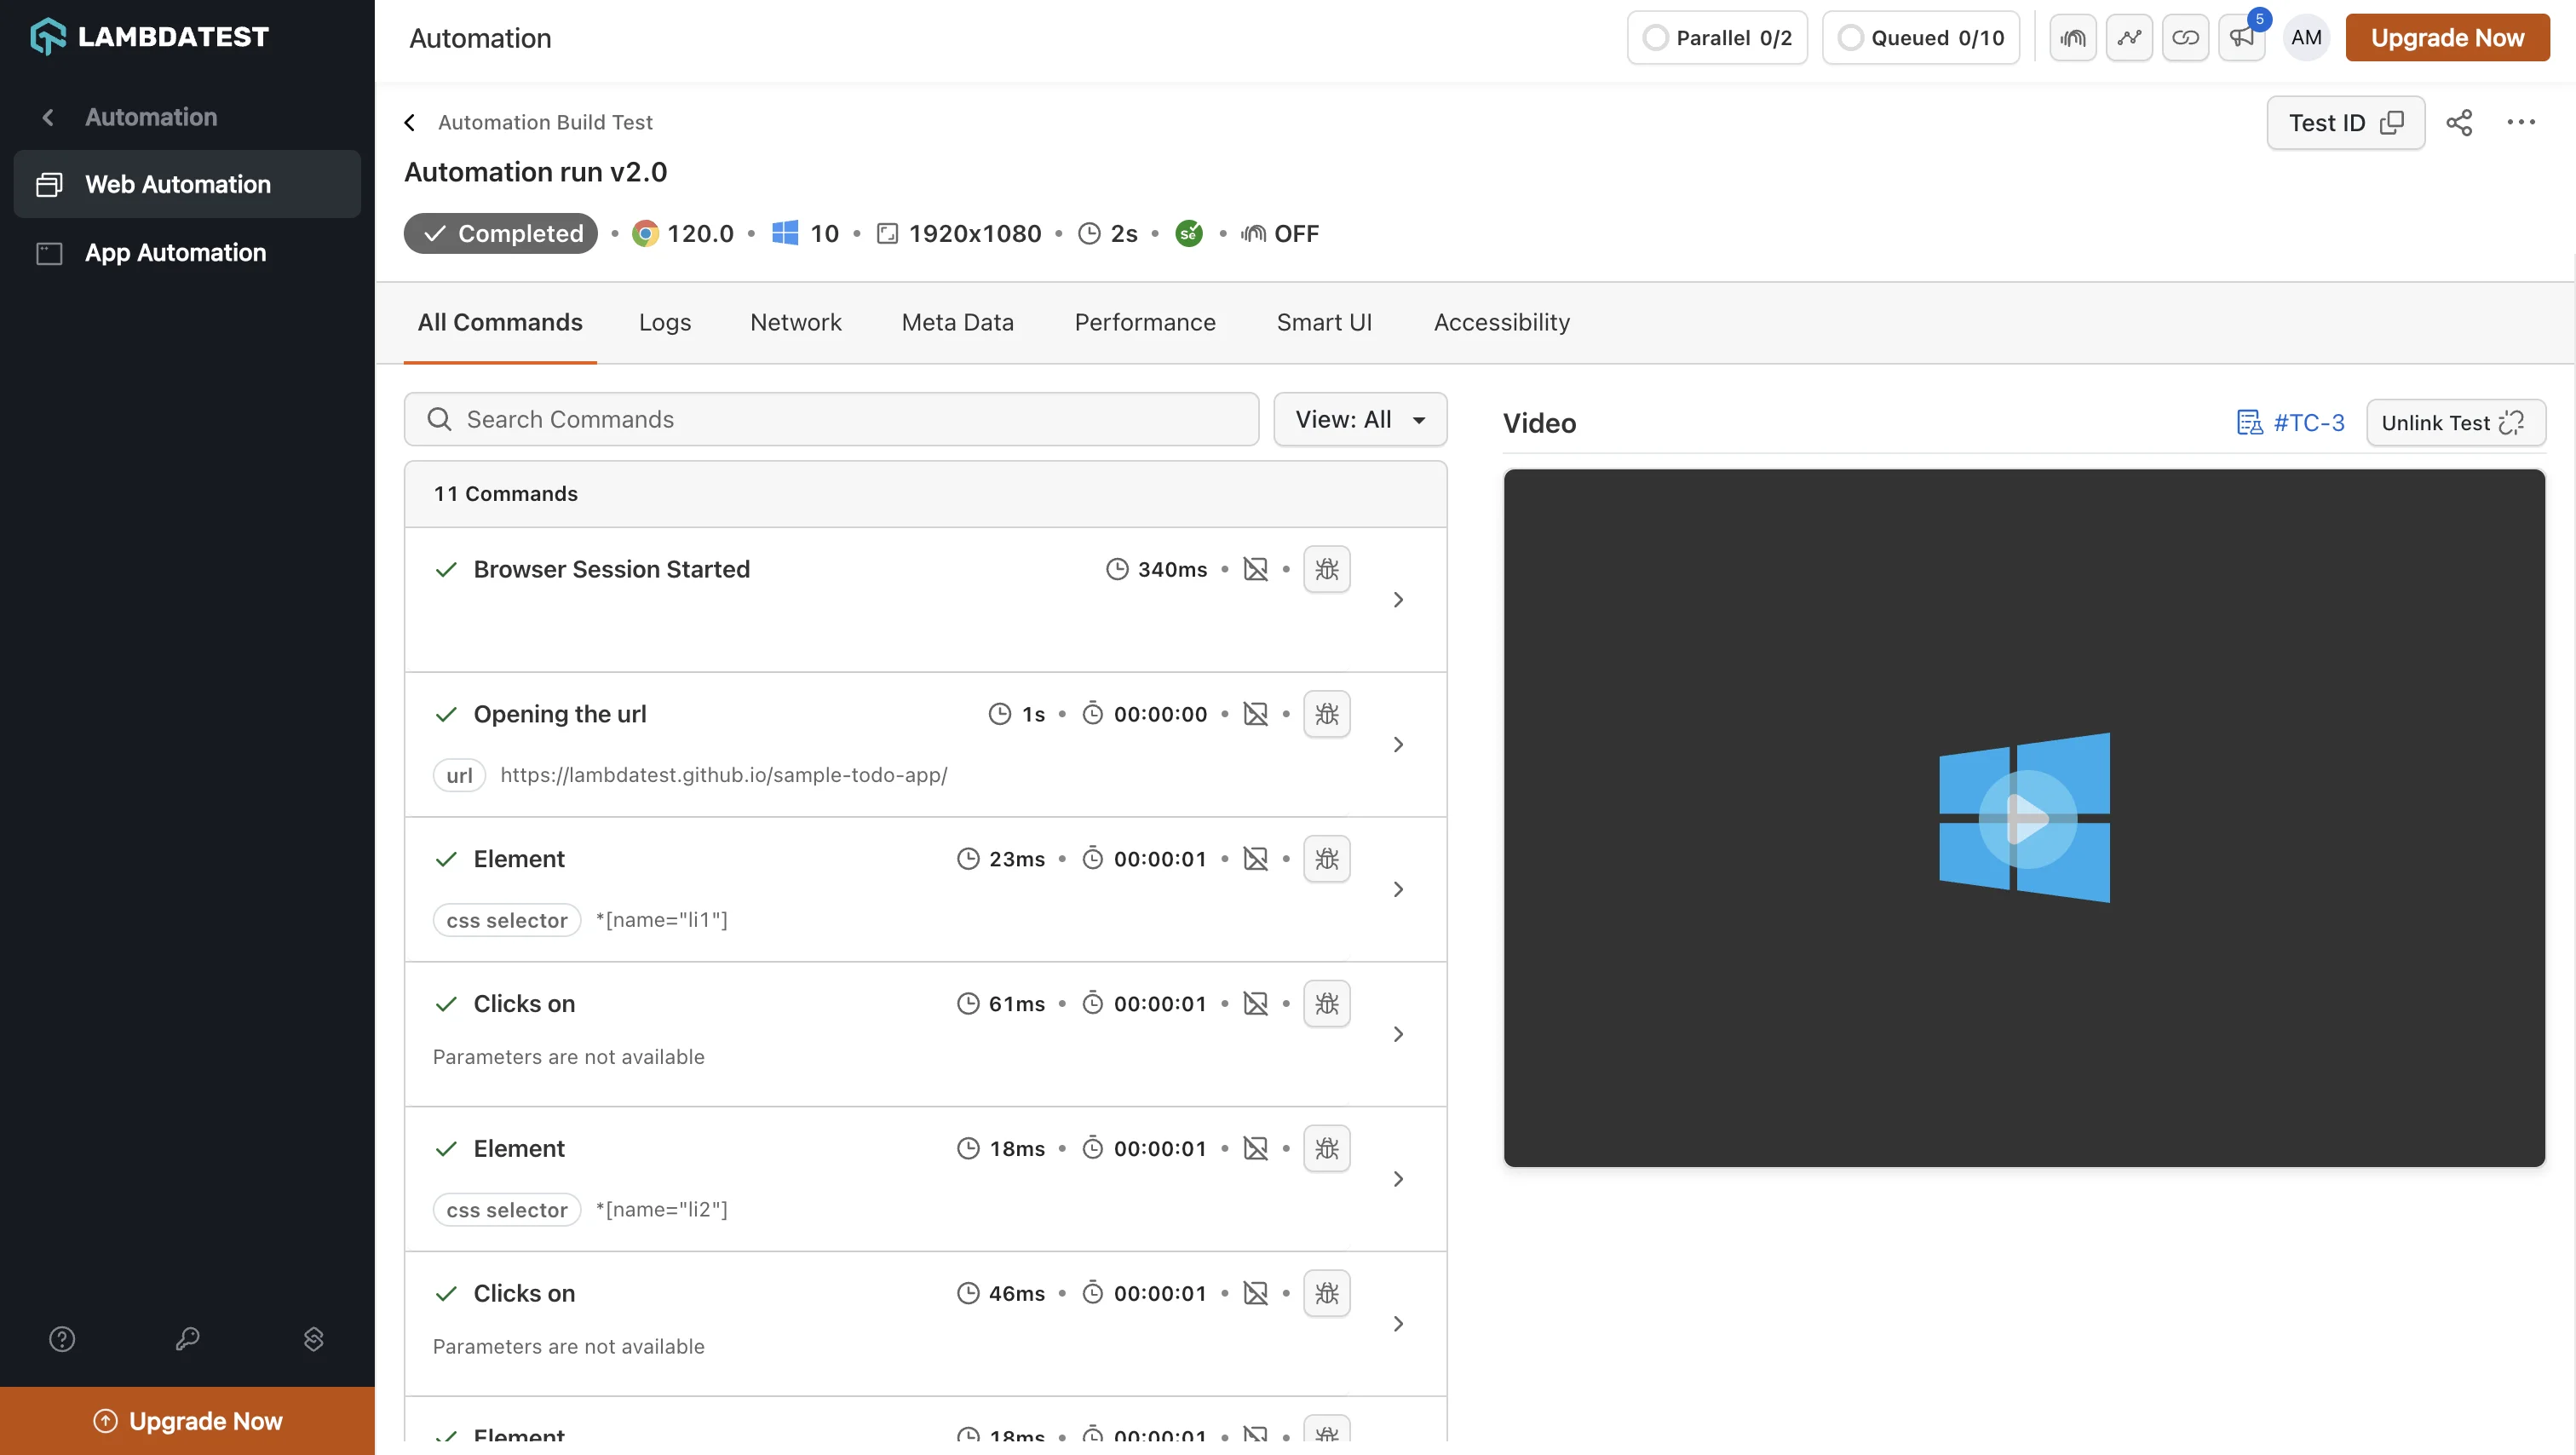 LAMBDATEST
Automation
Web Automation
App Automation
Upgrade Now
Automation
Parallel 0/2
Queued 0/10
5
AM
Upgrade Now
Automation Build Test
Test ID
Automation run v2.0
Completed • 120.0 • 10 • 1920x1080 • 2s • se • OFF
All Commands
Logs
Network
Meta Data
Performance
Smart UI
Accessibility
Search Commands
View: All
11 Commands
Browser Session Started
340ms
Opening the url
1s • 00:00:00
url https://lambdatest.github.io/sample-todo-app/
Element
23ms • 00:00:01
css selector *[name="li1"]
Clicks on
61ms • 00:00:01
Parameters are not available
Element
18ms • 00:00:01
css selector *[name="li2"]
Clicks on
46ms • 00:00:01
Parameters are not available
Element
18ms • 00:00:01
Video
#TC-3
Unlink Test